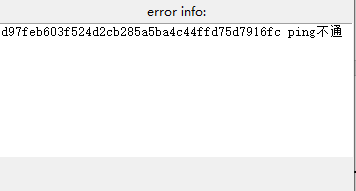 error info:
d97feb603f524d2cb285a5ba4c44ffd75d7916fc ping不通